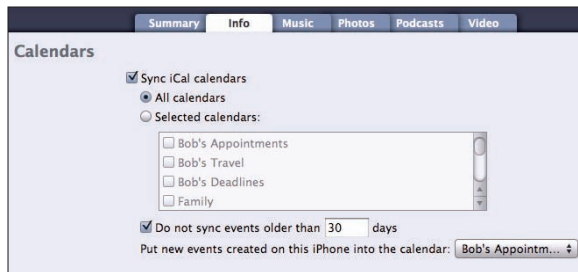 Summary Info Music Photos Podcasts Video
Calendars
Sync iCal calendars
All calendars
Selected calendars:
Bob's Appointments
Bob's Travel
Bob's Deadlines
Family
Do not sync events older than 30 days
Put new events created on this iPhone into the calendar: Bob's Appointm...